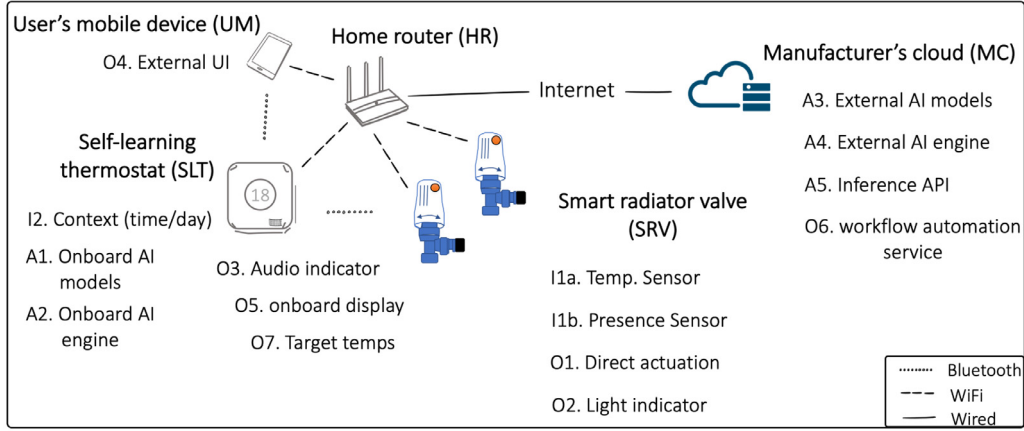 User's mobile device (UM)
O4. External UI
Home router (HR)
Internet
Manufacturer's cloud (MC)
A3. External AI models
A4. External AI engine
A5. Inference API
O6. workflow automation
service
Self-learning
thermostat (SLT)
18
I2. Context (time/day)
A1. Onboard AI
models
A2. Onboard AI
engine
O3. Audio indicator
O5. onboard display
O7. Target temps
Smart radiator valve
(SRV)
I1a. Temp. Sensor
I1b. Presence Sensor
O1. Direct actuation
O2. Light indicator
Bluetooth
WiFi
Wired